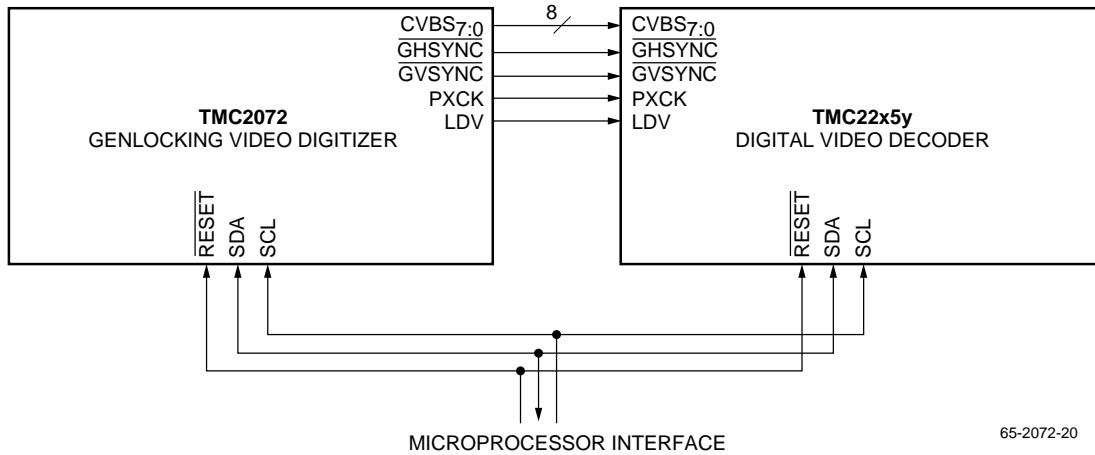 8
CVBS7:0
GHSYNC
GVSYNC
PXCK
LDV
TMC2072
GENLOCKING VIDEO DIGITIZER
RESET
SDA
SCL
CVBS7:0
GHSYNC
GVSYNC
PXCK
LDV
TMC22x5y
DIGITAL VIDEO DECODER
RESET
SDA
SCL
MICROPROCESSOR INTERFACE
65-2072-20